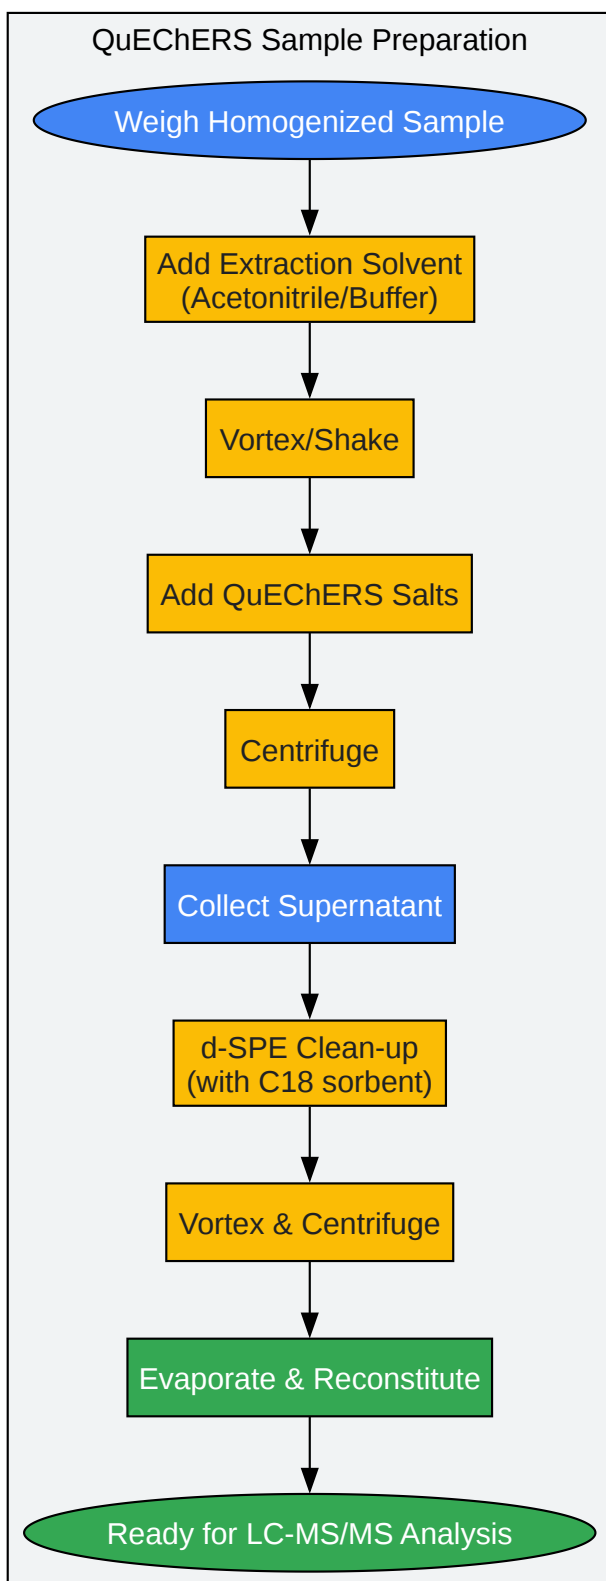 QuEChERS Sample Preparation
Weigh Homogenized Sample
Add Extraction Solvent
(Acetonitrile/Buffer)
Vortex/Shake
Add QuEChERS Salts
Centrifuge
Collect Supernatant
d-SPE Clean-up
(with C18 sorbent)
Vortex & Centrifuge
Evaporate & Reconstitute
Ready for LC-MS/MS Analysis